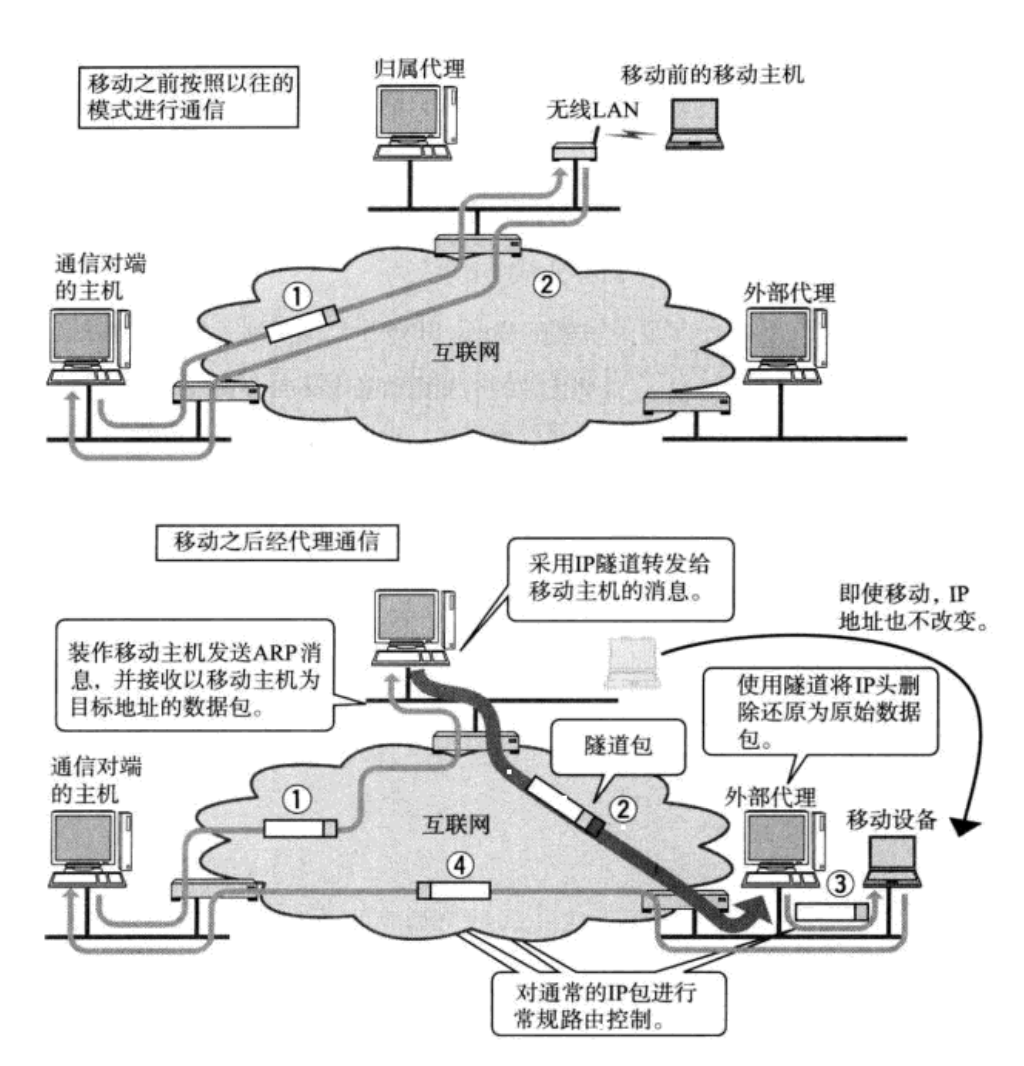 移动之前按照以往的
模式进行通信
归属代理
移动前的移动主机
无线LAN
通信对端
的主机
①
②
外部代理
互联网
移动之后经代理通信
采用IP隧道转发给
移动主机的消息。
即使移动，IP
地址也不改变。
装作移动主机发送ARP消
息，并接收以移动主机为
目标地址的数据包。
使用隧道将IP头删
除还原为原始数据
包。
隧道包
通信对端
的主机
①
互联网
②
外部代理
移动设备
④
③
对通常的IP包进行
常规路由控制。